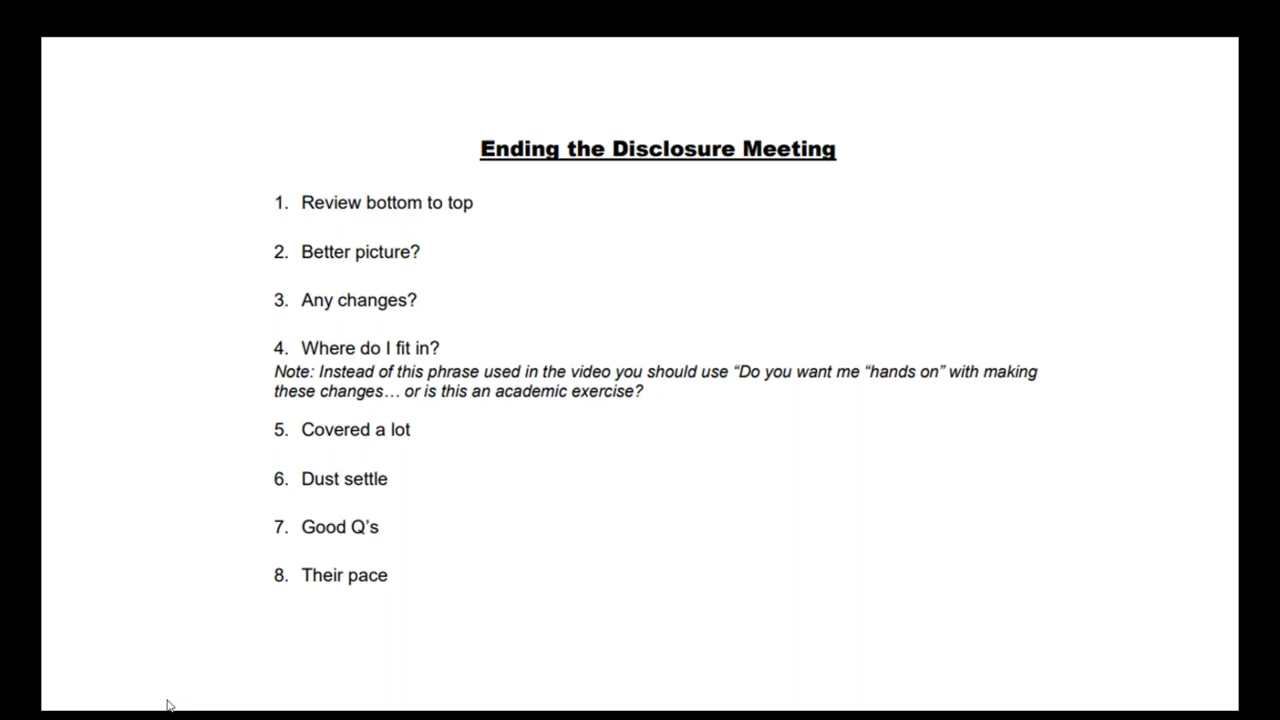 Ending the Disclosure Meeting
1. Review bottom to top
2. Better picture?
3. Any changes?
4. Where do I fit in?
Note: Instead of this phrase used in the video you should use “Do you want me “hands on” with making
these changes… or is this an academic exercise?
5. Covered a lot
6. Dust settle
7. Good Q’s
8. Their pace